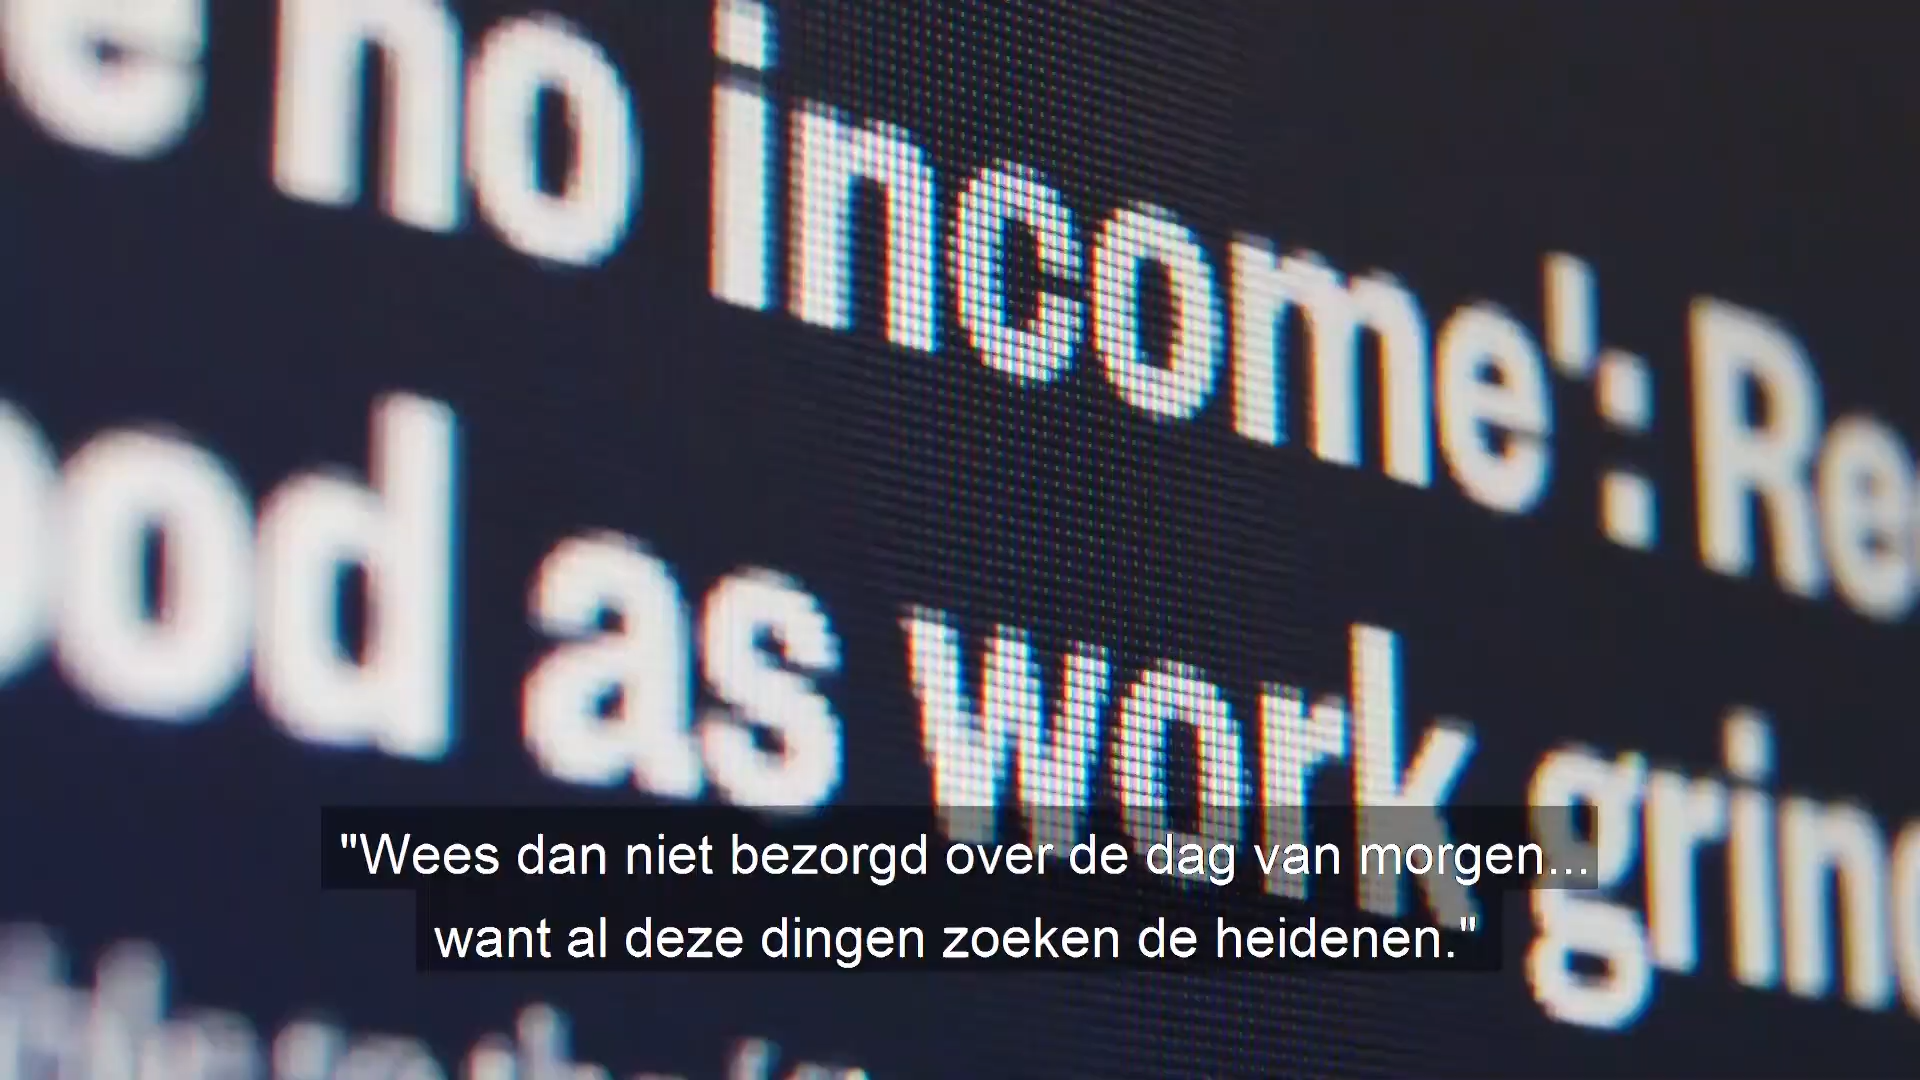 no income': Re
ood as work grin
"Wees dan niet bezorgd over de dag van morgen...
want al deze dingen zoeken de heidenen."